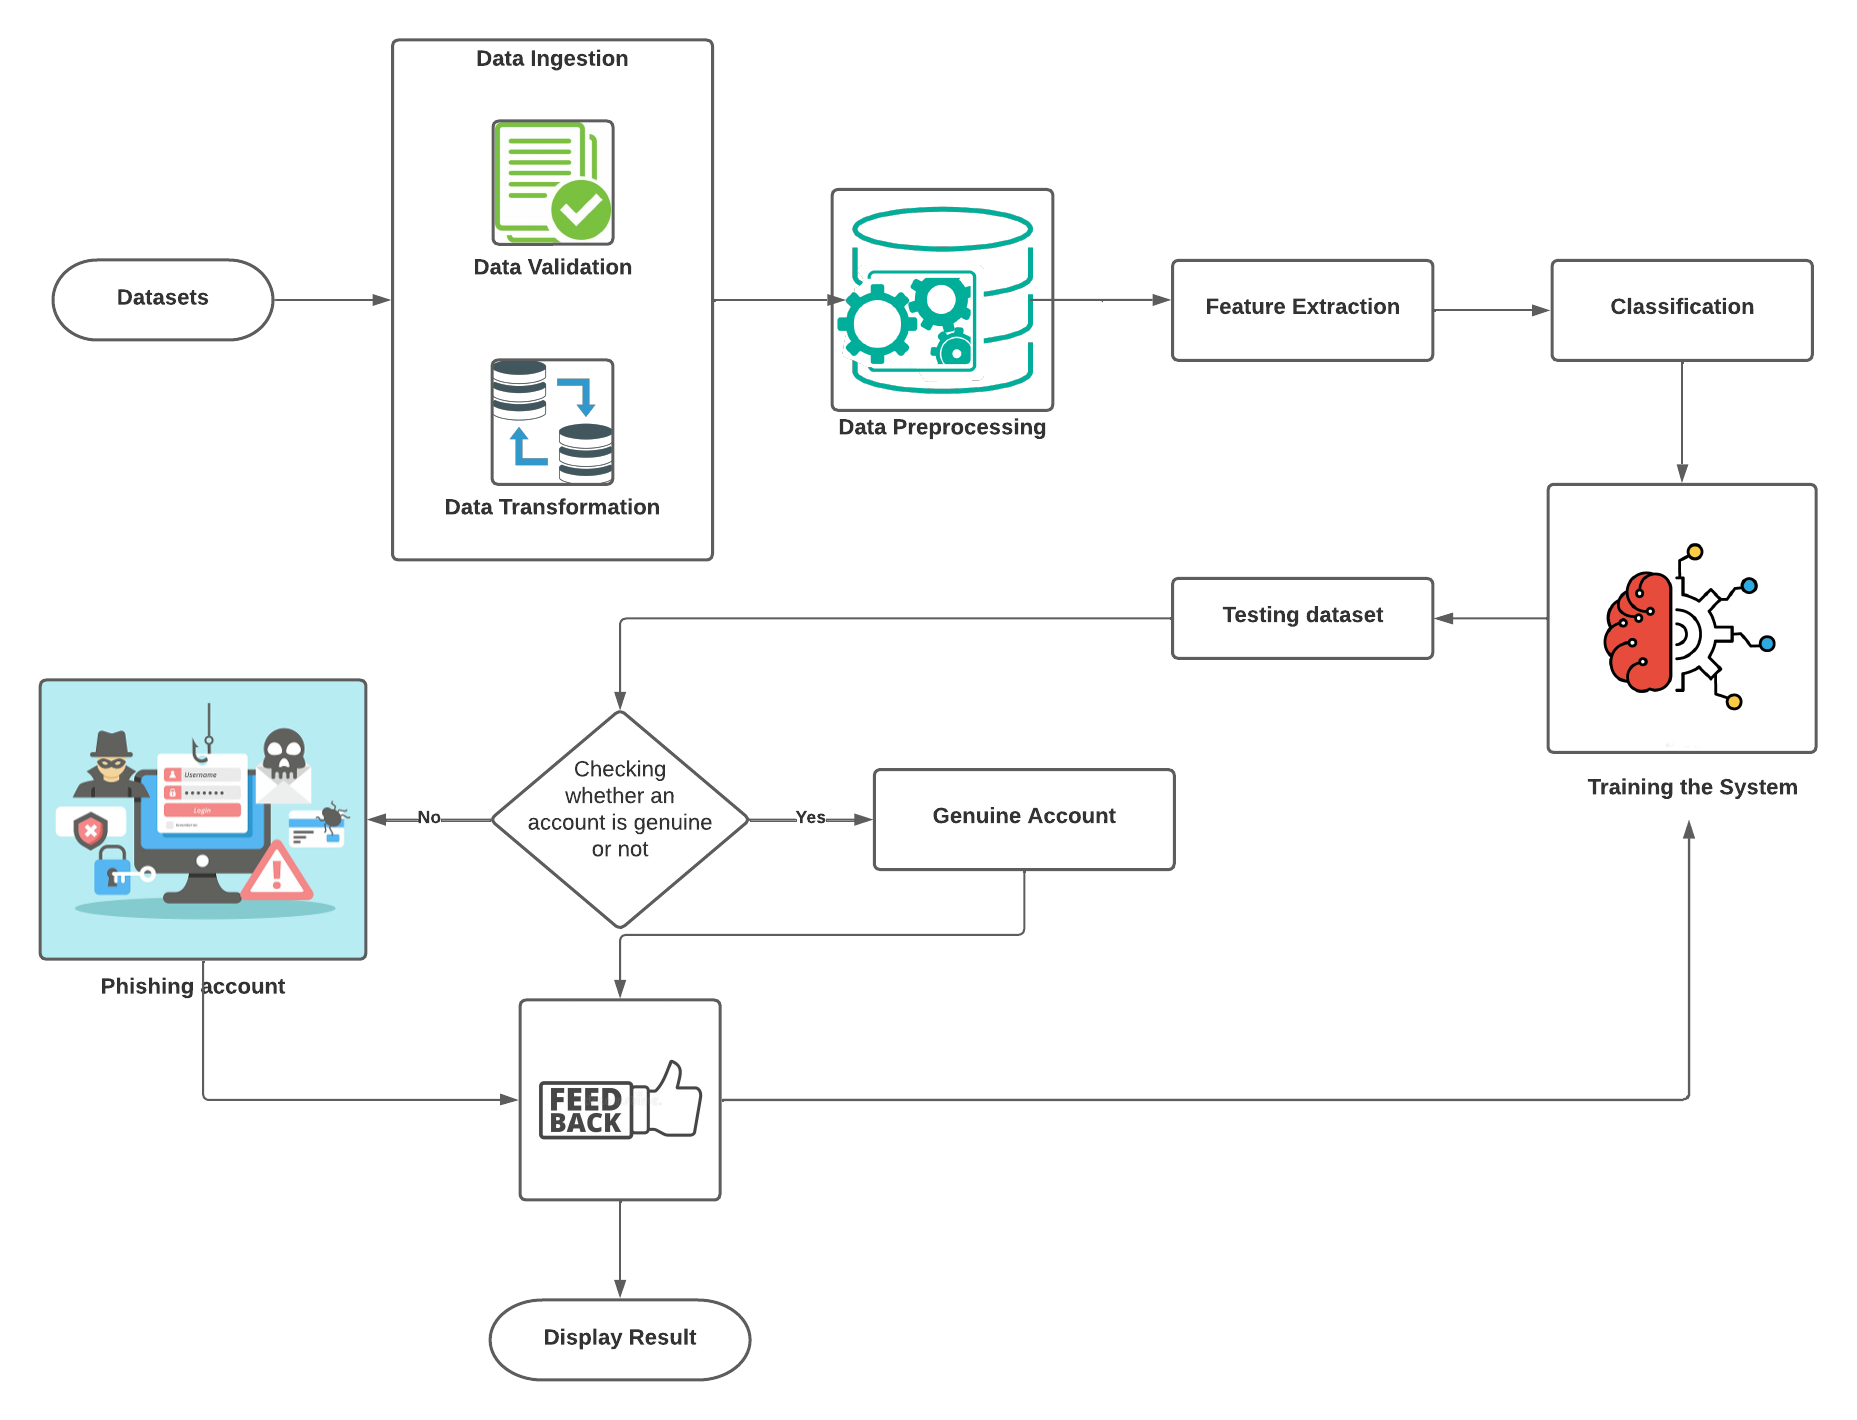 Data Ingestion
Data Validation
Datasets
Feature Extraction
Classification
Data Preprocessing
Data Transformation
Testing dataset
Training the System
Checking
whether an
account is genuine
or not
No
Yes
Genuine Account
Username
Login
Phishing account
FEED
BACK
Display Result